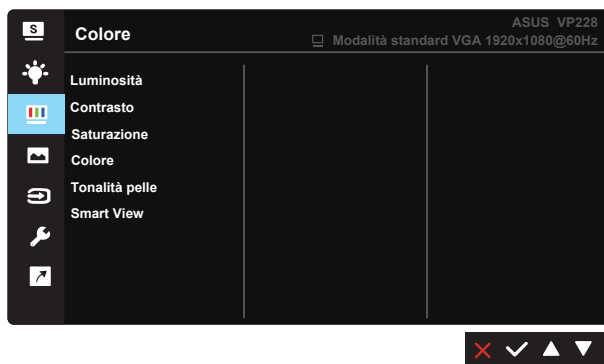 S
Colore
ASUS VP228
Modalità standard VGA 1920x1080@60Hz
Luminosità
Contrasto
Saturazione
Colore
Tonalità pelle
Smart View